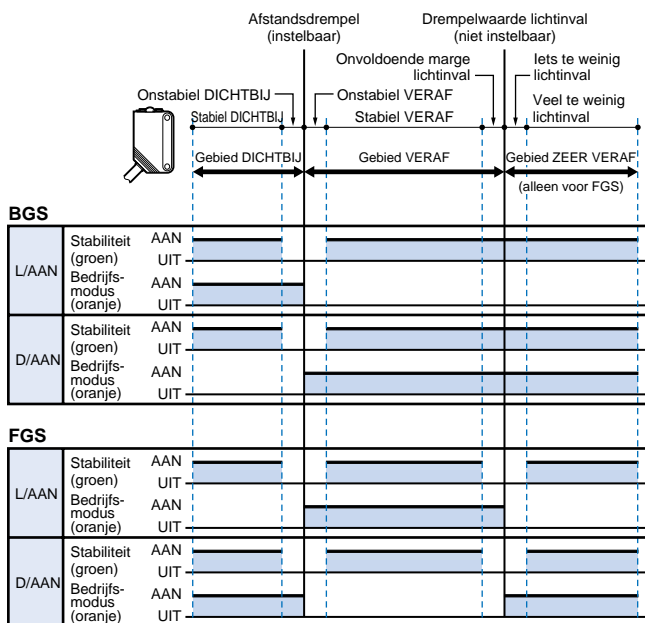 Afstandsdrempel
(instelbaar)
Drempelwaarde lichtinval
(niet instelbaar)
Onvoldoende marge
lichtinval
Iets te weinig
lichtinval
Onstabiel DICHTBIJ
Onstabiel VERAF
Veel te weinig
lichtinval
Stabiel DICHTBIJ
Stabiel VERAF
Gebied DICHTBIJ
Gebied VERAF
Gebied ZEER VERAF
(alleen voor FGS)
BGS
L/AAN
Stabiliteit
(groen)
AAN
UIT
Bedrijfs-
modus
(oranje)
AAN
UIT
D/AAN
Stabiliteit
(groen)
AAN
UIT
Bedrijfs-
modus
(oranje)
AAN
UIT
FGS
L/AAN
Stabiliteit
(groen)
AAN
UIT
Bedrijfs-
modus
(oranje)
AAN
UIT
D/AAN
Stabiliteit
(groen)
AAN
UIT
Bedrijfs-
modus
(oranje)
AAN
UIT